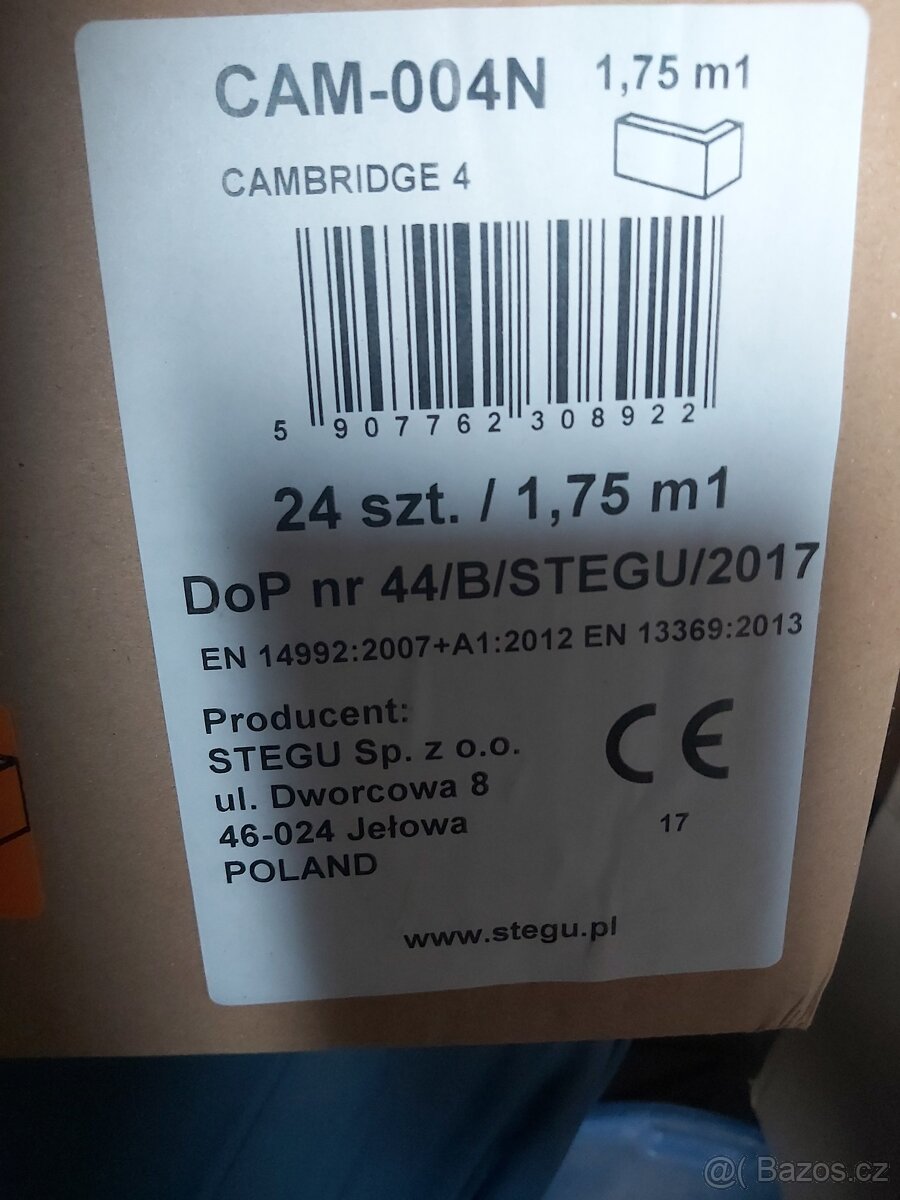 CAM-004N 1,75 m1
CAMBRIDGE 4
5 907762 308922
24 szt. / 1,75 m1
DoP nr 44/B/STEGU/2017
EN 14992:2007+A1:2012 EN 13369:2013
Producent:
STEGU Sp. z o.o.
ul. Dworcowa 8
46-024 Jełowa
POLAND
CE
17
www.stegu.pl
@( Bazos.cz